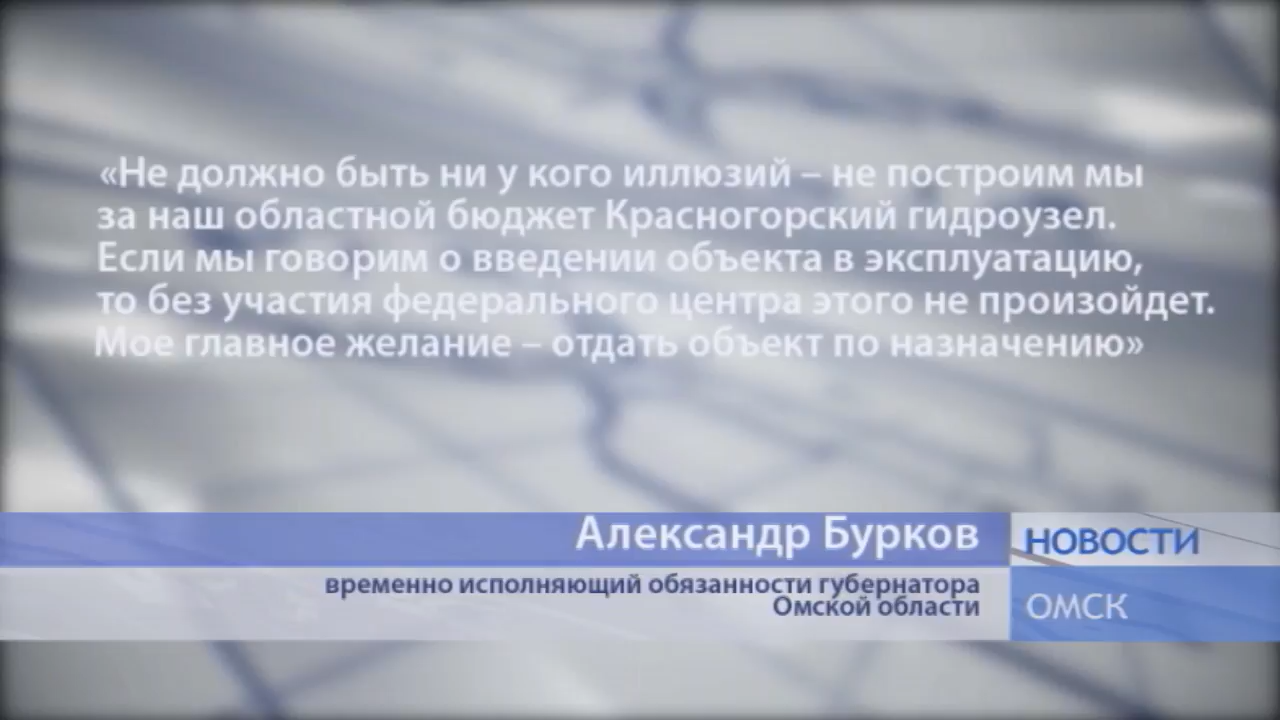 «Не должно быть ни у кого иллюзий – не построим мы
за наш областной бюджет Красногорский гидроузел.
Если мы говорим о введении объекта в эксплуатацию,
то без участия федерального центра этого не произойдет.
Мое главное желание – отдать объект по назначению»
Александр Бурков
временно исполняющий обязанности губернатора
Омской области
НОВОСТИ
ОМСК